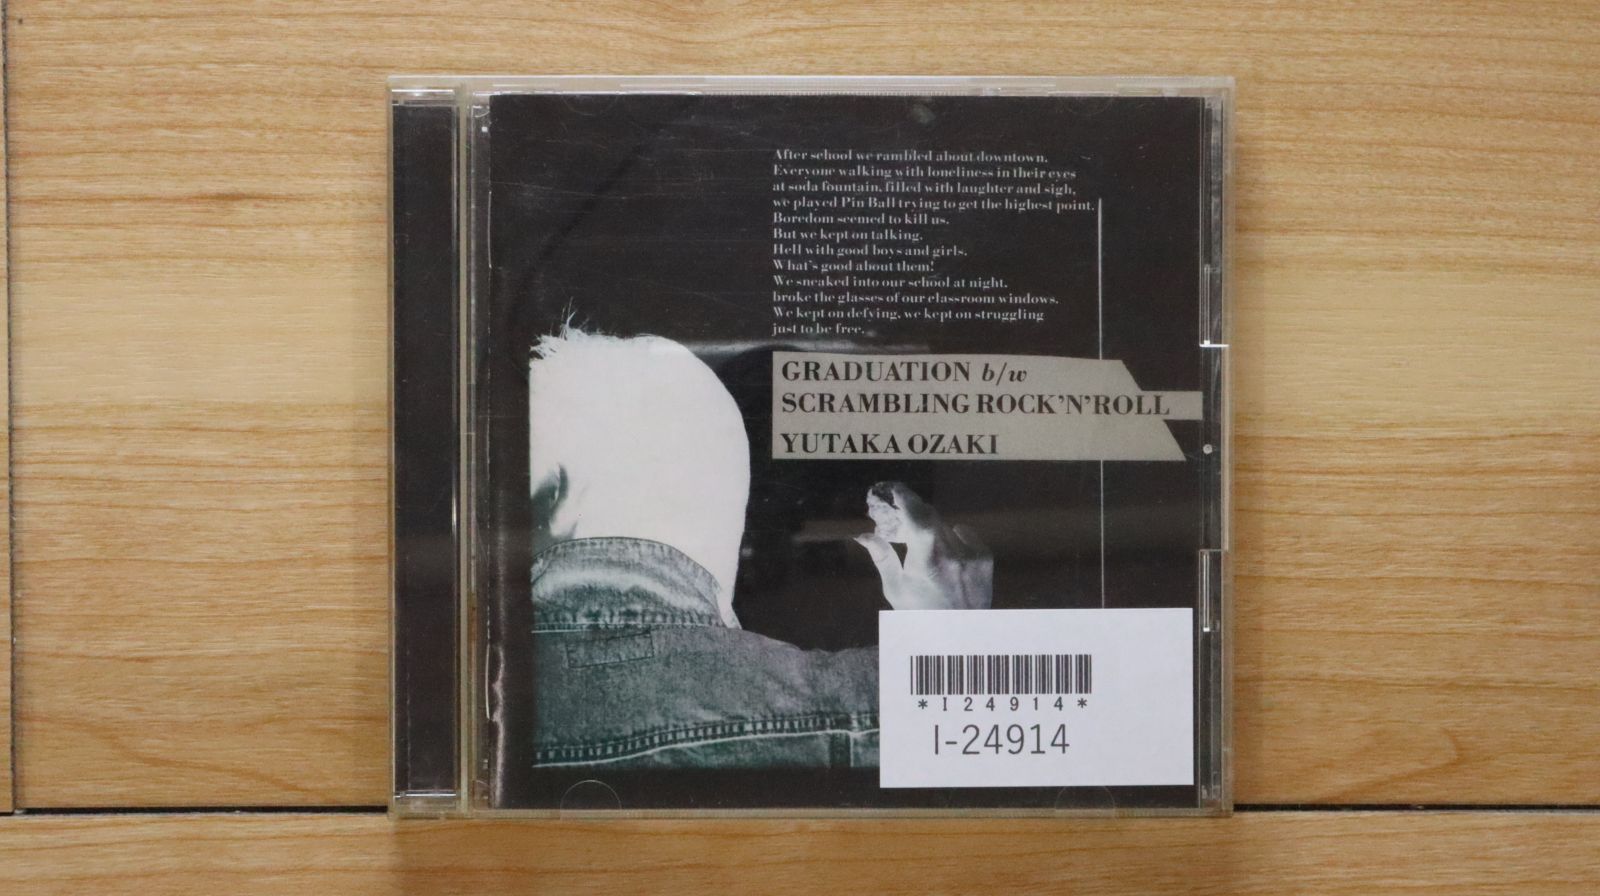 After school we rambled about downtown.
Everyone walking with loneliness in their eyes
at soda fountain, filled with laughter and sigh,
we played Pin Ball trying to get the highest point.
Boredom seemed to kill us.
But we kept on talking.
Hell with good boys and girls.
What's good about them!
We sneaked into our school at night,
broke the glasses of our classroom windows.
We kept on defying, we kept on struggling
just to be free.
GRADUATION b/w
SCRAMBLING ROCK'N'ROLL
YUTAKA OZAKI
*I24914*
I-24914